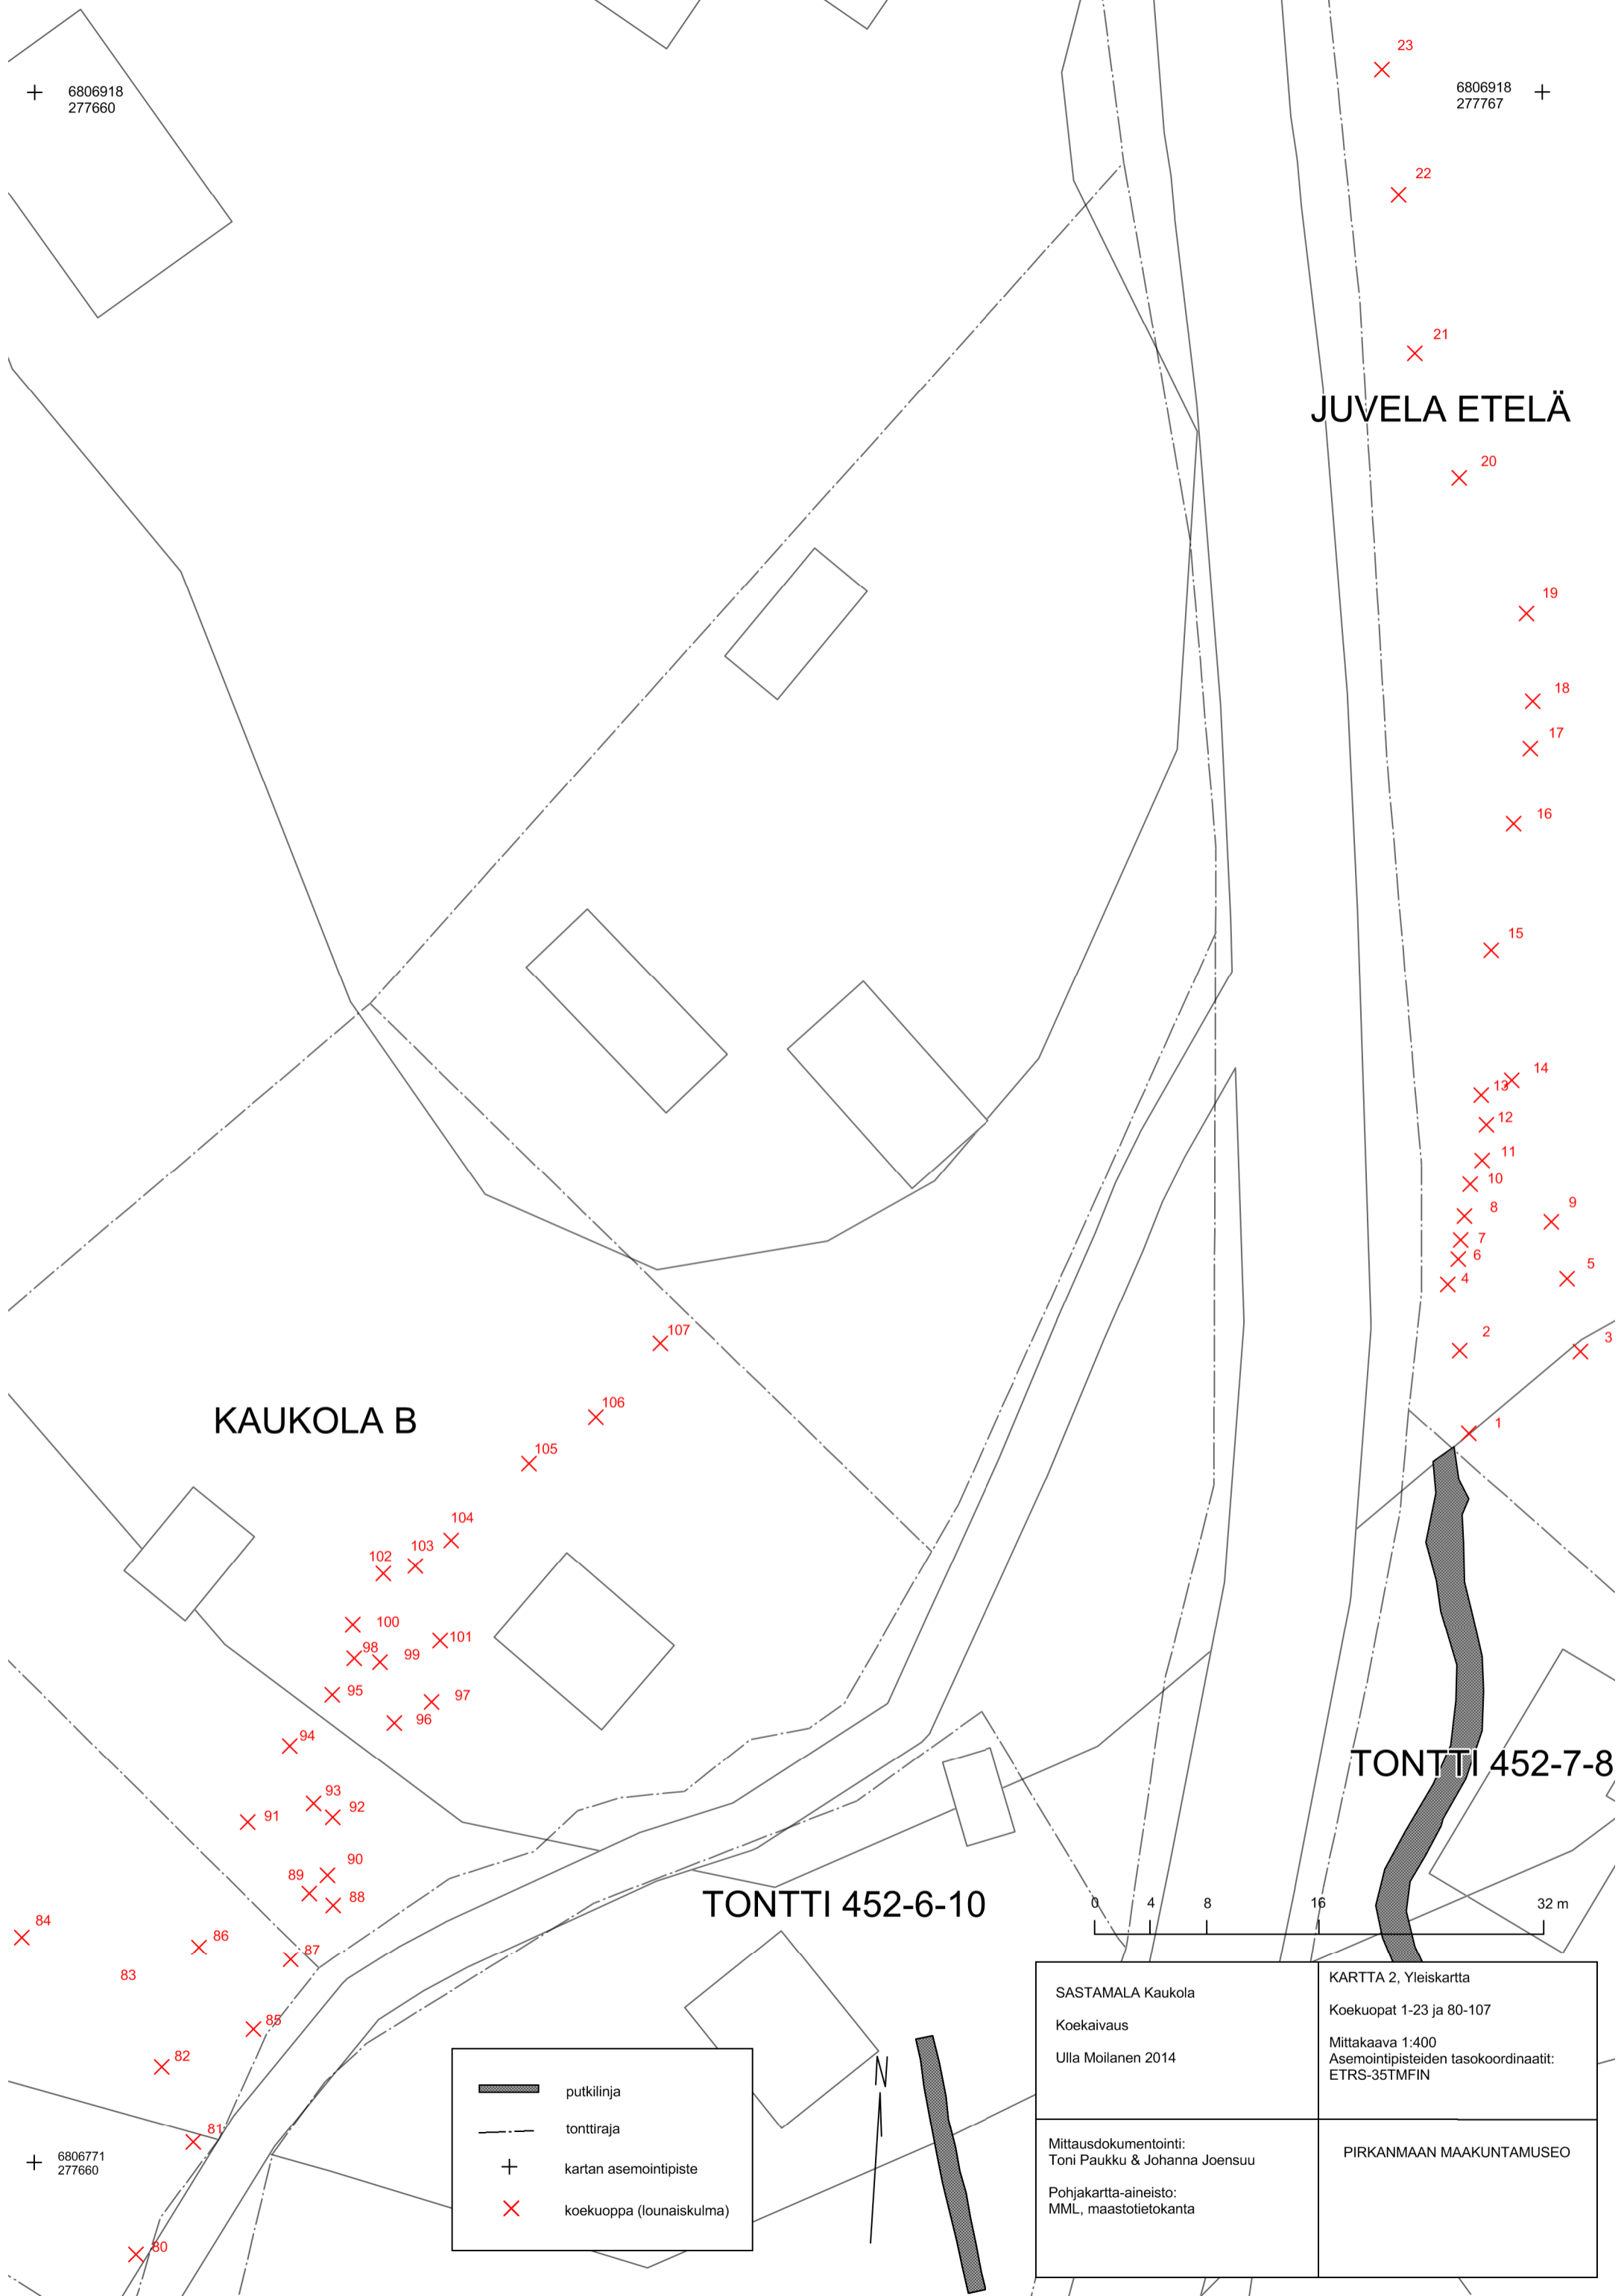 23
6806918
277660
6806918
277767
22
21
JUVELA ETELÄ
20
19
18
17
16
15
14
13
12
11
10
9
8
7
6
5
4
2
3
107
106
KAUKOLA B
1
105
104
103
102
100
101
98
99
95
97
96
94
TONTTI 452-7-8
93
92
91
90
89
88
TONTTI 452-6-10
0 4 8 16 32 m
84
86
87
83
85
82
81
80
6806771
277660
putkilinja
tonttiraja
kartan asemointipiste
koekuoppa (lounaiskulma)
N
SASTAMALA Kaukola
Koekaivaus
Ulla Moilanen 2014
KARTTA 2, Yleiskartta
Koekuopat 1-23 ja 80-107
Mittakaava 1:400
Asemointipisteiden tasokoordinaatit:
ETRS-35TMFIN
Mittausdokumentointi:
Toni Paukku & Johanna Joensuu
Pohjakartta-aineisto:
MML, maastotietokanta
PIRKANMAAN MAAKUNTAMUSEO